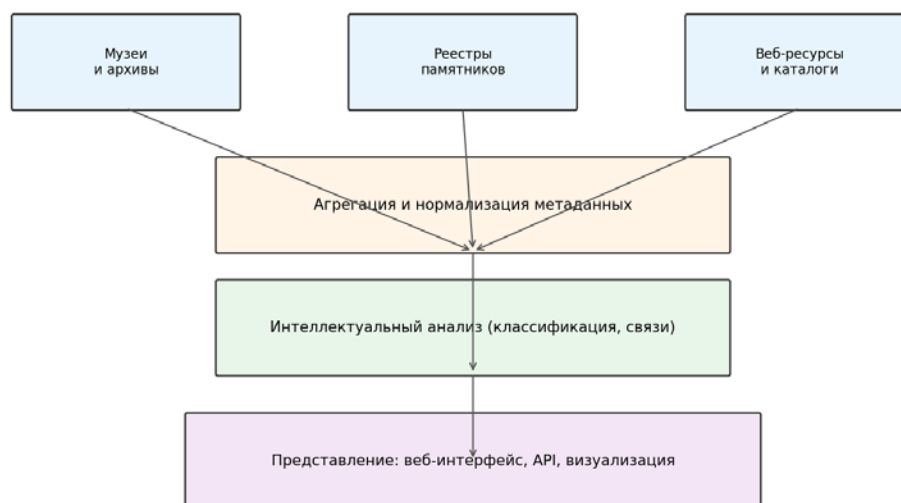 Музеи
и архивы
Реестры
памятников
Веб-ресурсы
и каталоги
Агрегация и нормализация метаданных
Интеллектуальный анализ (классификация, связи)
Представление: веб-интерфейс, API, визуализация